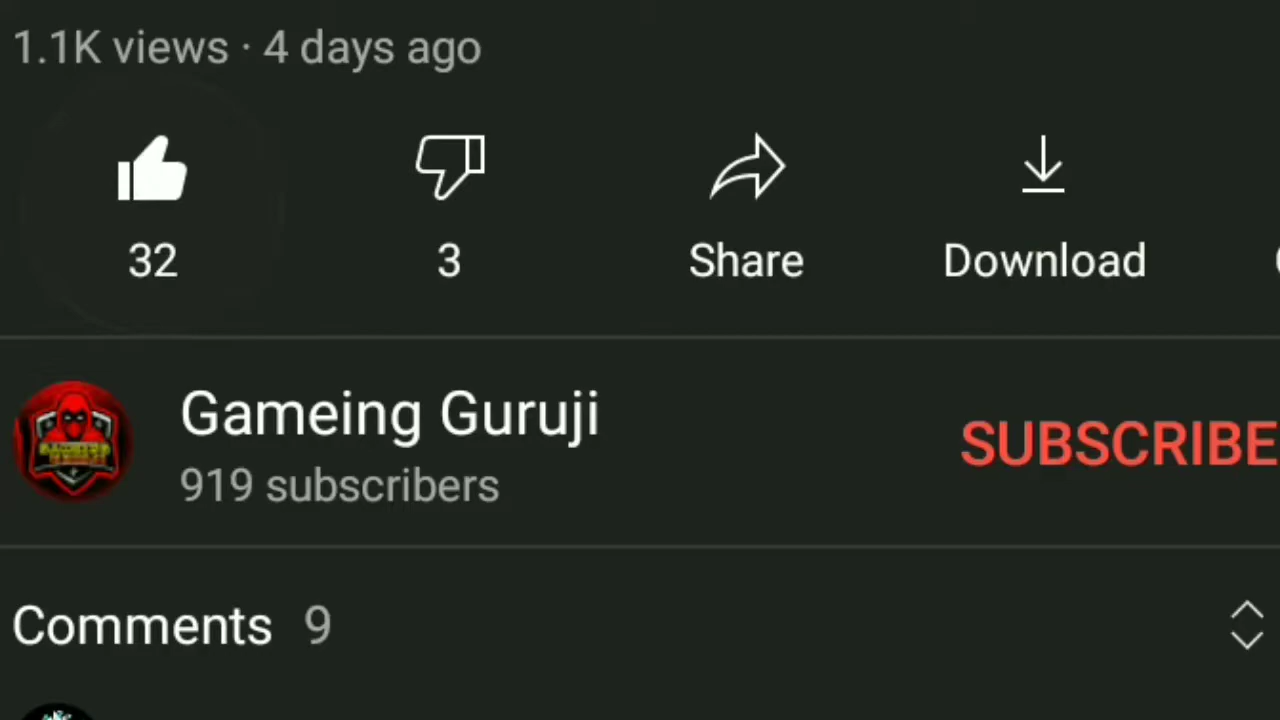 1.1K views · 4 days ago
32
3
Share
Download
Gameing Guruji
919 subscribers
SUBSCRIBE
Comments 9